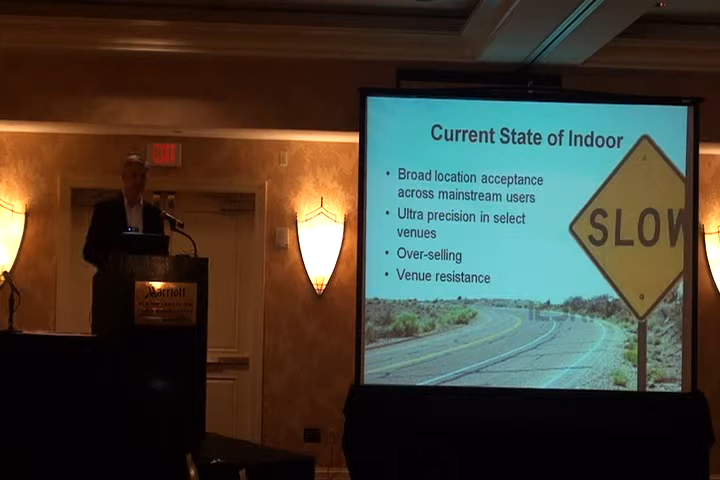 EXIT
Current State of Indoor
• Broad location acceptance
across mainstream users
• Ultra precision in select
venues
• Over-selling
• Venue resistance
SLOW
Marriott